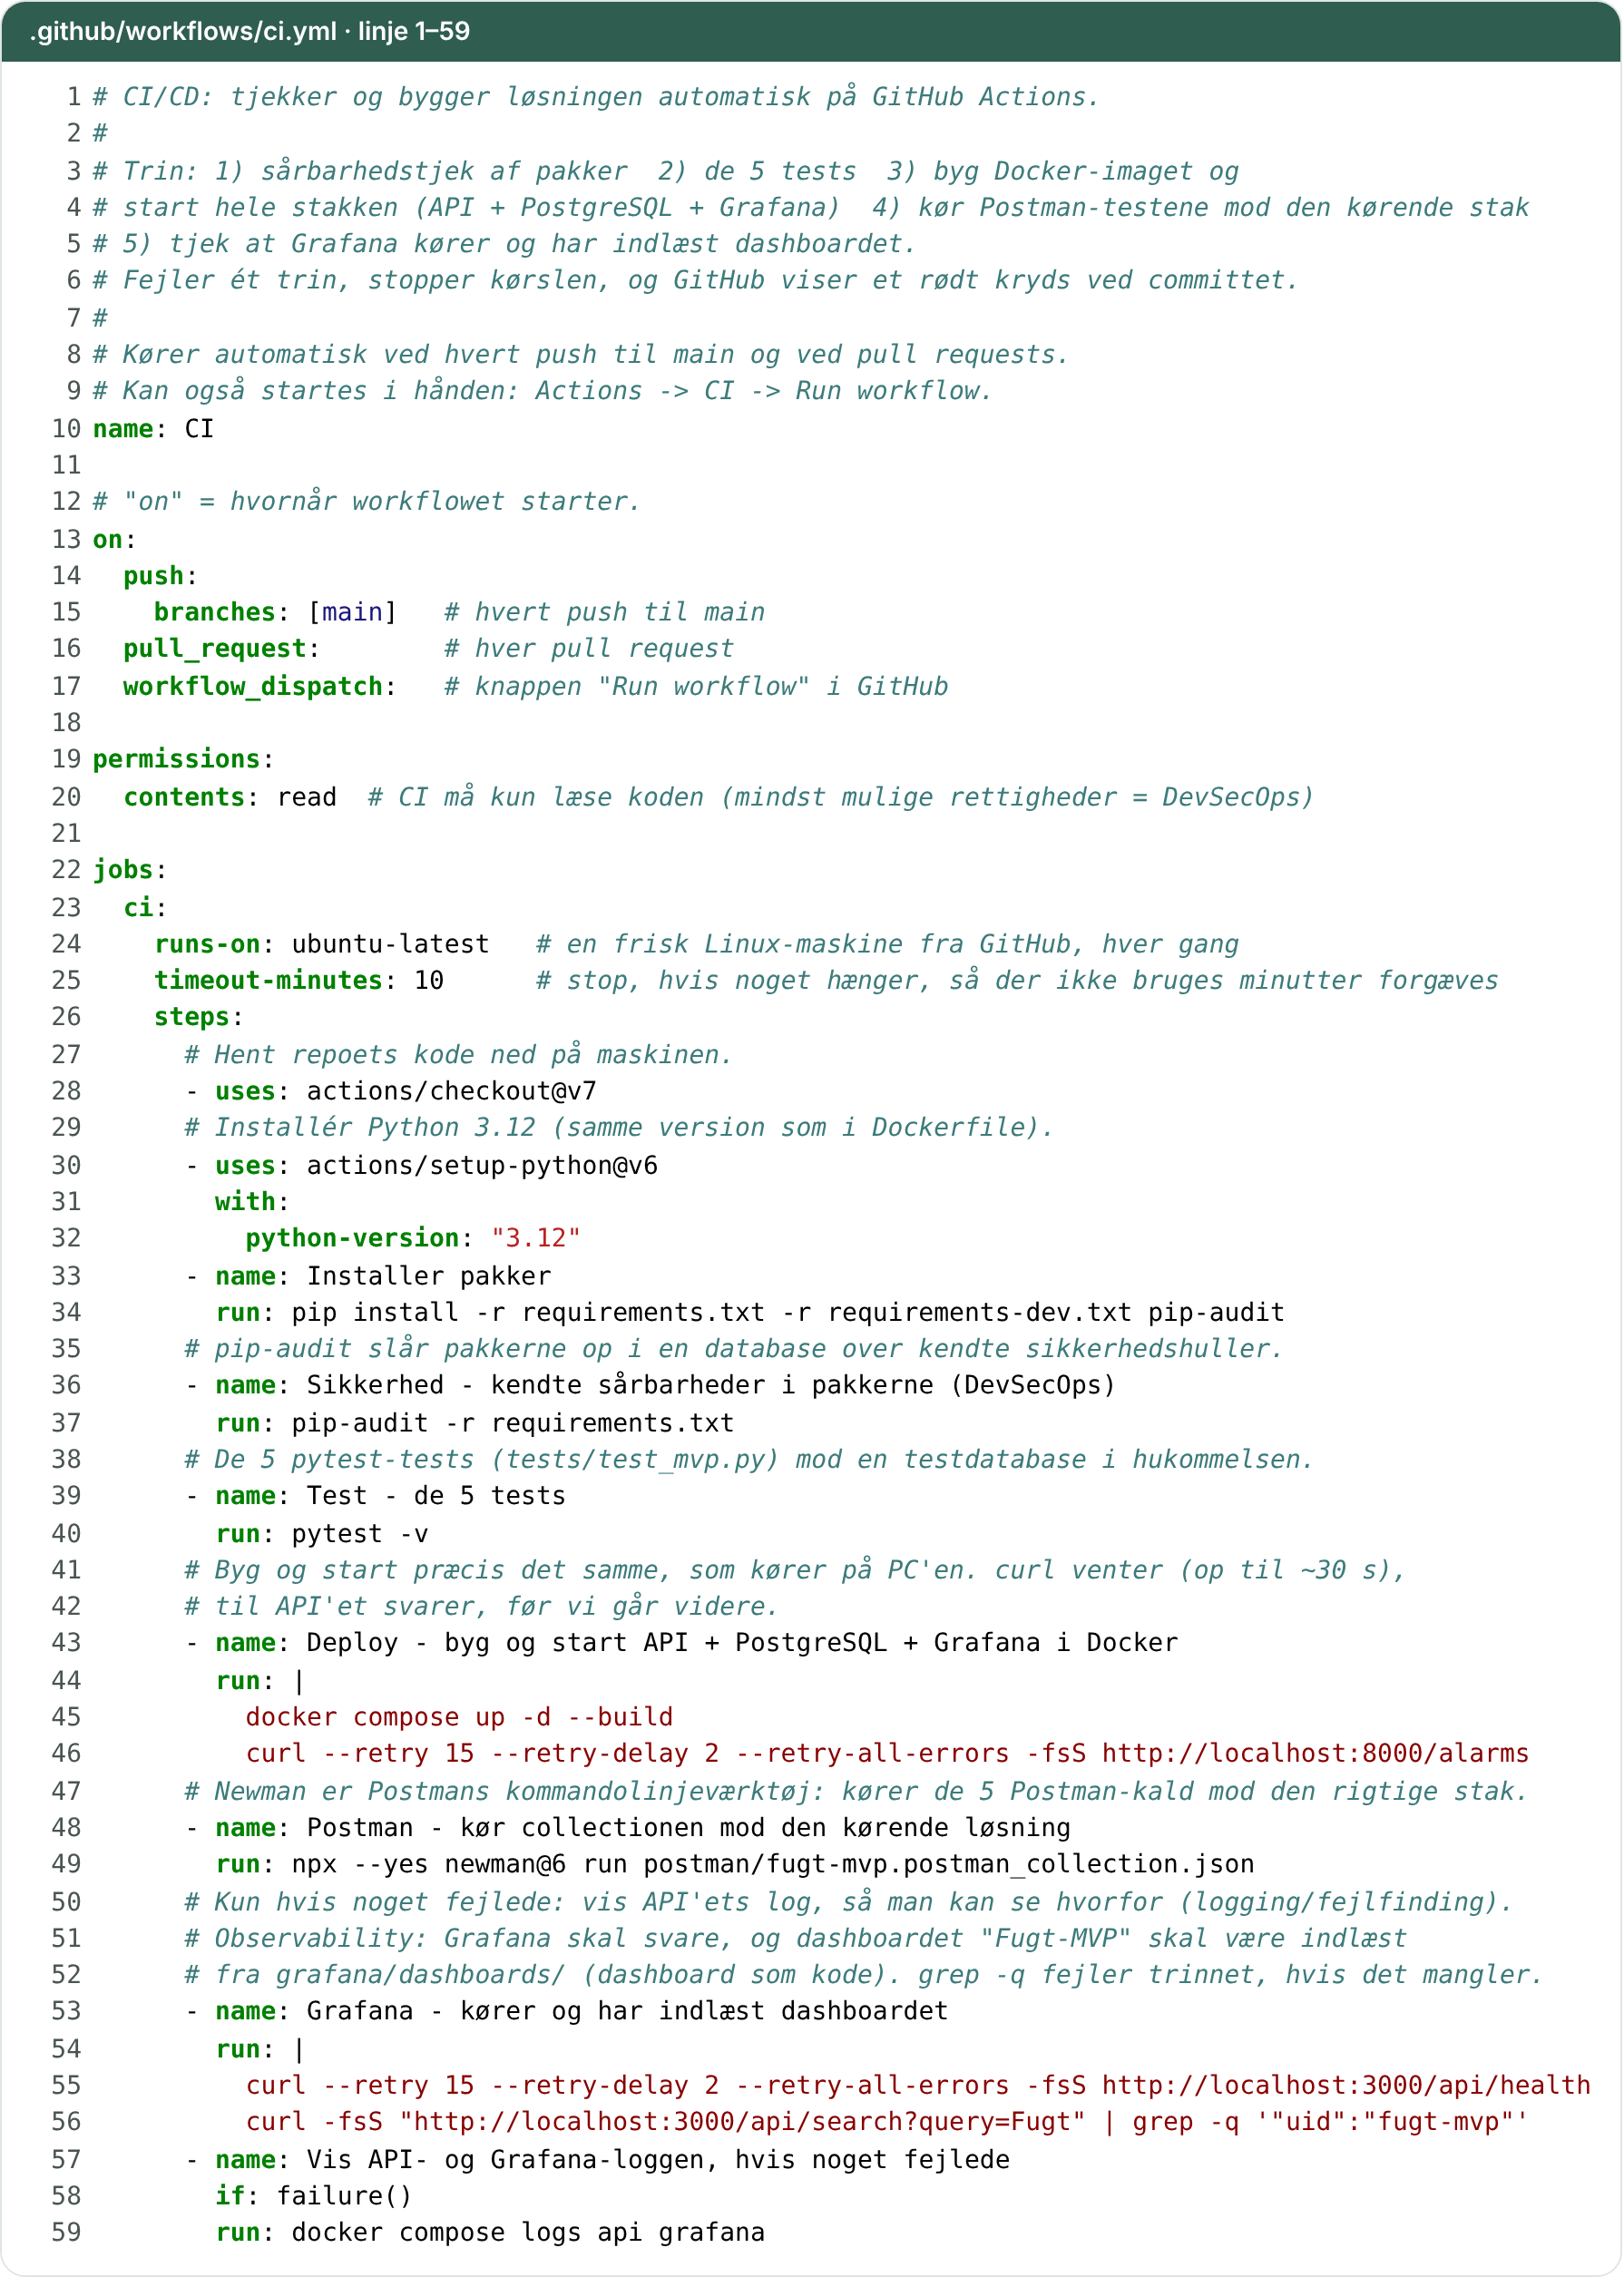 .github/workflows/ci.yml · linje 1–59
1 # CI/CD: tjekker og bygger løsningen automatisk på GitHub Actions.
2 #
3 # Trin: 1) sårbarhedstjek af pakker  2) de 5 tests  3) byg Docker-imaget og
4 # start hele stakken (API + PostgreSQL + Grafana)  4) kør Postman-testene mod den kørende stak
5 # 5) tjek at Grafana kører og har indlæst dashboardet.
6 # Fejler ét trin, stopper kørslen, og GitHub viser et rødt kryds ved committet.
7 #
8 # Kører automatisk ved hvert push til main og ved pull requests.
9 # Kan også startes i hånden: Actions -> CI -> Run workflow.
10 name: CI
11
12 # "on" = hvornår workflowet starter.
13 on:
14   push:
15     branches: [main]   # hvert push til main
16   pull_request:        # hver pull request
17   workflow_dispatch:   # knappen "Run workflow" i GitHub
18
19 permissions:
20   contents: read  # CI må kun læse koden (mindst mulige rettigheder = DevSecOps)
21
22 jobs:
23   ci:
24     runs-on: ubuntu-latest   # en frisk Linux-maskine fra GitHub, hver gang
25     timeout-minutes: 10      # stop, hvis noget hænger, så der ikke bruges minutter forgæves
26     steps:
27       # Hent repoets kode ned på maskinen.
28       - uses: actions/checkout@v7
29       # Installér Python 3.12 (samme version som i Dockerfile).
30       - uses: actions/setup-python@v6
31         with:
32           python-version: "3.12"
33       - name: Installer pakker
34         run: pip install -r requirements.txt -r requirements-dev.txt pip-audit
35       # pip-audit slår pakkerne op i en database over kendte sikkerhedshuller.
36       - name: Sikkerhed - kendte sårbarheder i pakkerne (DevSecOps)
37         run: pip-audit -r requirements.txt
38       # De 5 pytest-tests (tests/test_mvp.py) mod en testdatabase i hukommelsen.
39       - name: Test - de 5 tests
40         run: pytest -v
41       # Byg og start præcis det samme, som kører på PC'en. curl venter (op til ~30 s),
42       # til API'et svarer, før vi går videre.
43       - name: Deploy - byg og start API + PostgreSQL + Grafana i Docker
44         run: |
45           docker compose up -d --build
46           curl --retry 15 --retry-delay 2 --retry-all-errors -fsS http://localhost:8000/alarms
47       # Newman er Postmans kommandolinjeværktøj: kører de 5 Postman-kald mod den rigtige stak.
48       - name: Postman - kør collectionen mod den kørende løsning
49         run: npx --yes newman@6 run postman/fugt-mvp.postman_collection.json
50       # Kun hvis noget fejlede: vis API'ets log, så man kan se hvorfor (logging/fejlfinding).
51       # Observability: Grafana skal svare, og dashboardet "Fugt-MVP" skal være indlæst
52       # fra grafana/dashboards/ (dashboard som kode). grep -q fejler trinnet, hvis det mangler.
53       - name: Grafana - kører og har indlæst dashboardet
54         run: |
55           curl --retry 15 --retry-delay 2 --retry-all-errors -fsS http://localhost:3000/api/health
56           curl -fsS "http://localhost:3000/api/search?query=Fugt" | grep -q '"uid":"fugt-mvp"'
57       - name: Vis API- og Grafana-loggen, hvis noget fejlede
58         if: failure()
59         run: docker compose logs api grafana